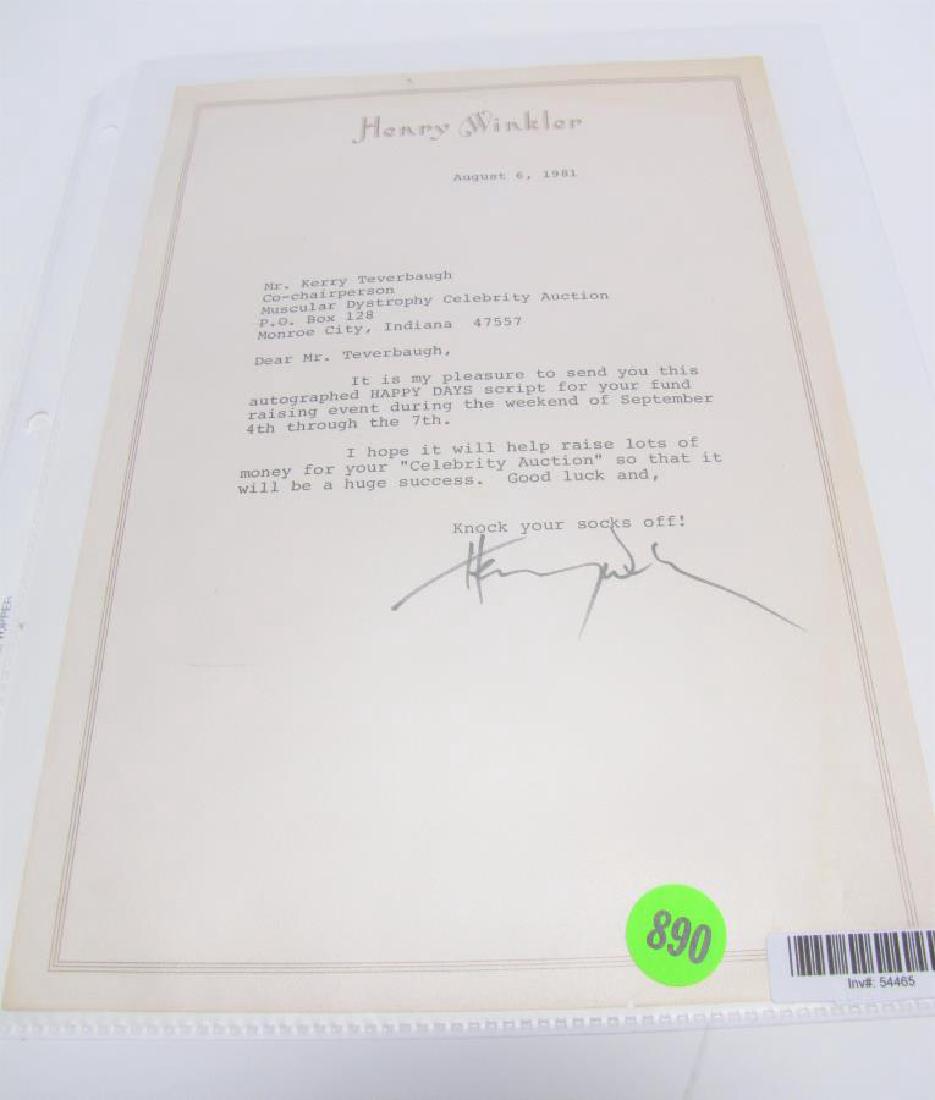 Henry Winkler
August 6, 1981
Mr. Kerry Teverbaugh
Co-chairperson
Muscular Dystrophy Celebrity Auction
P.O. Box 128
Monroe City, Indiana 47557
Dear Mr. Teverbaugh,
It is my pleasure to send you this
autographed HAPPY DAYS script for your fund
raising event during the weekend of September
4th through the 7th.
I hope it will help raise lots of
money for your "Celebrity Auction" so that it
will be a huge success. Good luck and,
Knock your socks off!
890
Inv#: 54465